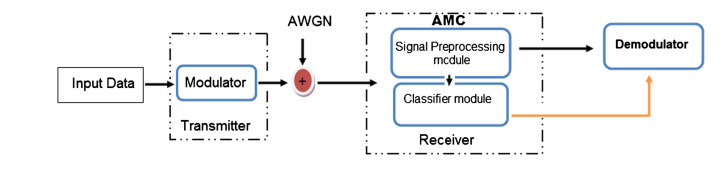 AWGN
AMC
Signal Preprocessing
mcdule
Demodulator
Input Data
Modulator
+
Classifier module
Transmitter
Receiver